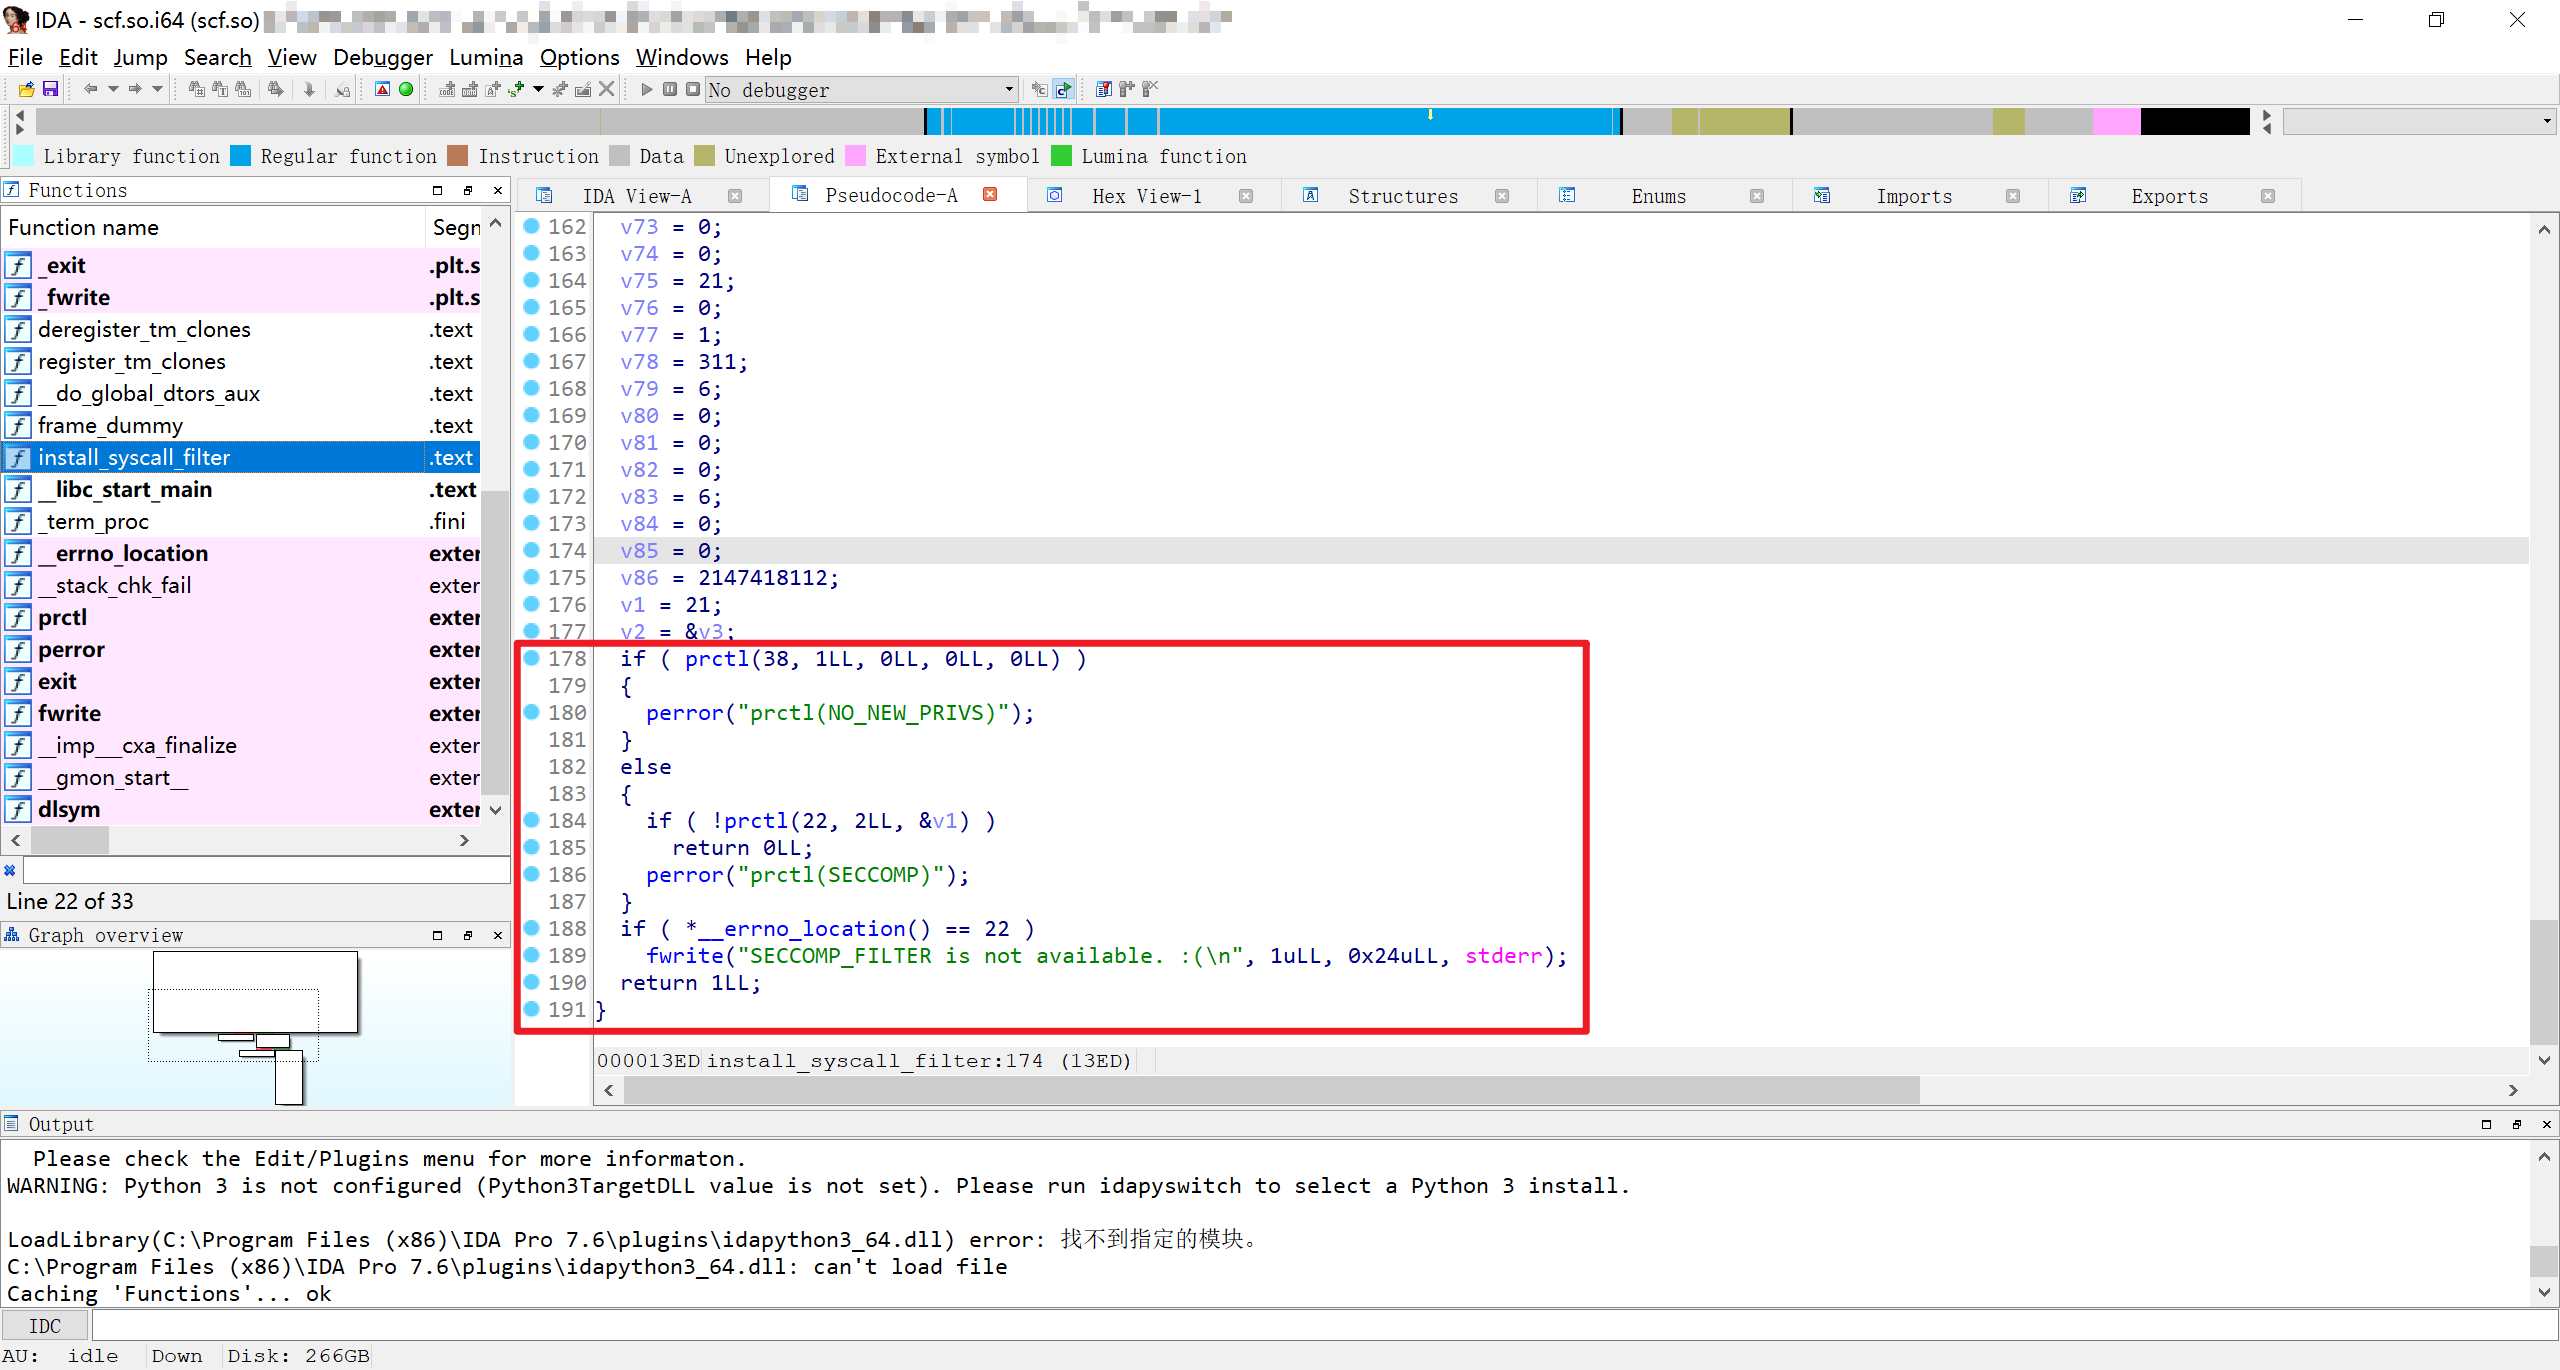 IDA - scf.so.i64 (scf.so)
File Edit Jump Search View Debugger Lumina Options Windows Help
No debugger
Library function Regular function Instruction Data Unexplored External symbol Lumina function
Functions
Function name Segn
_exit .plt.s
_fwrite .plt.s
deregister_tm_clones .text
register_tm_clones .text
__do_global_dtors_aux .text
frame_dummy .text
install_syscall_filter .text
__libc_start_main .text
_term_proc .fini
__errno_location exter
__stack_chk_fail exter
prctl exter
perror exter
exit exter
fwrite exter
__imp___cxa_finalize exter
__gmon_start__ exter
dlsym exter
Line 22 of 33
Graph overview
IDA View-A Pseudocode-A Hex View-1 Structures Enums Imports Exports
162 v73 = 0;
163 v74 = 0;
164 v75 = 21;
165 v76 = 0;
166 v77 = 1;
167 v78 = 311;
168 v79 = 6;
169 v80 = 0;
170 v81 = 0;
171 v82 = 0;
172 v83 = 6;
173 v84 = 0;
174 v85 = 0;
175 v86 = 2147418112;
176 v1 = 21;
177 v2 = &v3;
178 if ( prctl(38, 1LL, 0LL, 0LL, 0LL) )
179 {
180 perror("prctl(NO_NEW_PRIVS)");
181 }
182 else
183 {
184 if ( !prctl(22, 2LL, &v1) )
185 return 0LL;
186 perror("prctl(SECCOMP)");
187 }
188 if ( *__errno_location() == 22 )
189 fwrite("SECCOMP_FILTER is not available. :(\n", 1uLL, 0x24uLL, stderr);
190 return 1LL;
191 }
000013ED install_syscall_filter:174 (13ED)
Output
Please check the Edit/Plugins menu for more informaton.
WARNING: Python 3 is not configured (Python3TargetDLL value is not set). Please run idapyswitch to select a Python 3 install.
LoadLibrary(C:\Program Files (x86)\IDA Pro 7.6\plugins\idapython3_64.dll) error: 找不到指定的模块。
C:\Program Files (x86)\IDA Pro 7.6\plugins\idapython3_64.dll: can't load file
Caching 'Functions'... ok
IDC
AU: idle Down Disk: 266GB